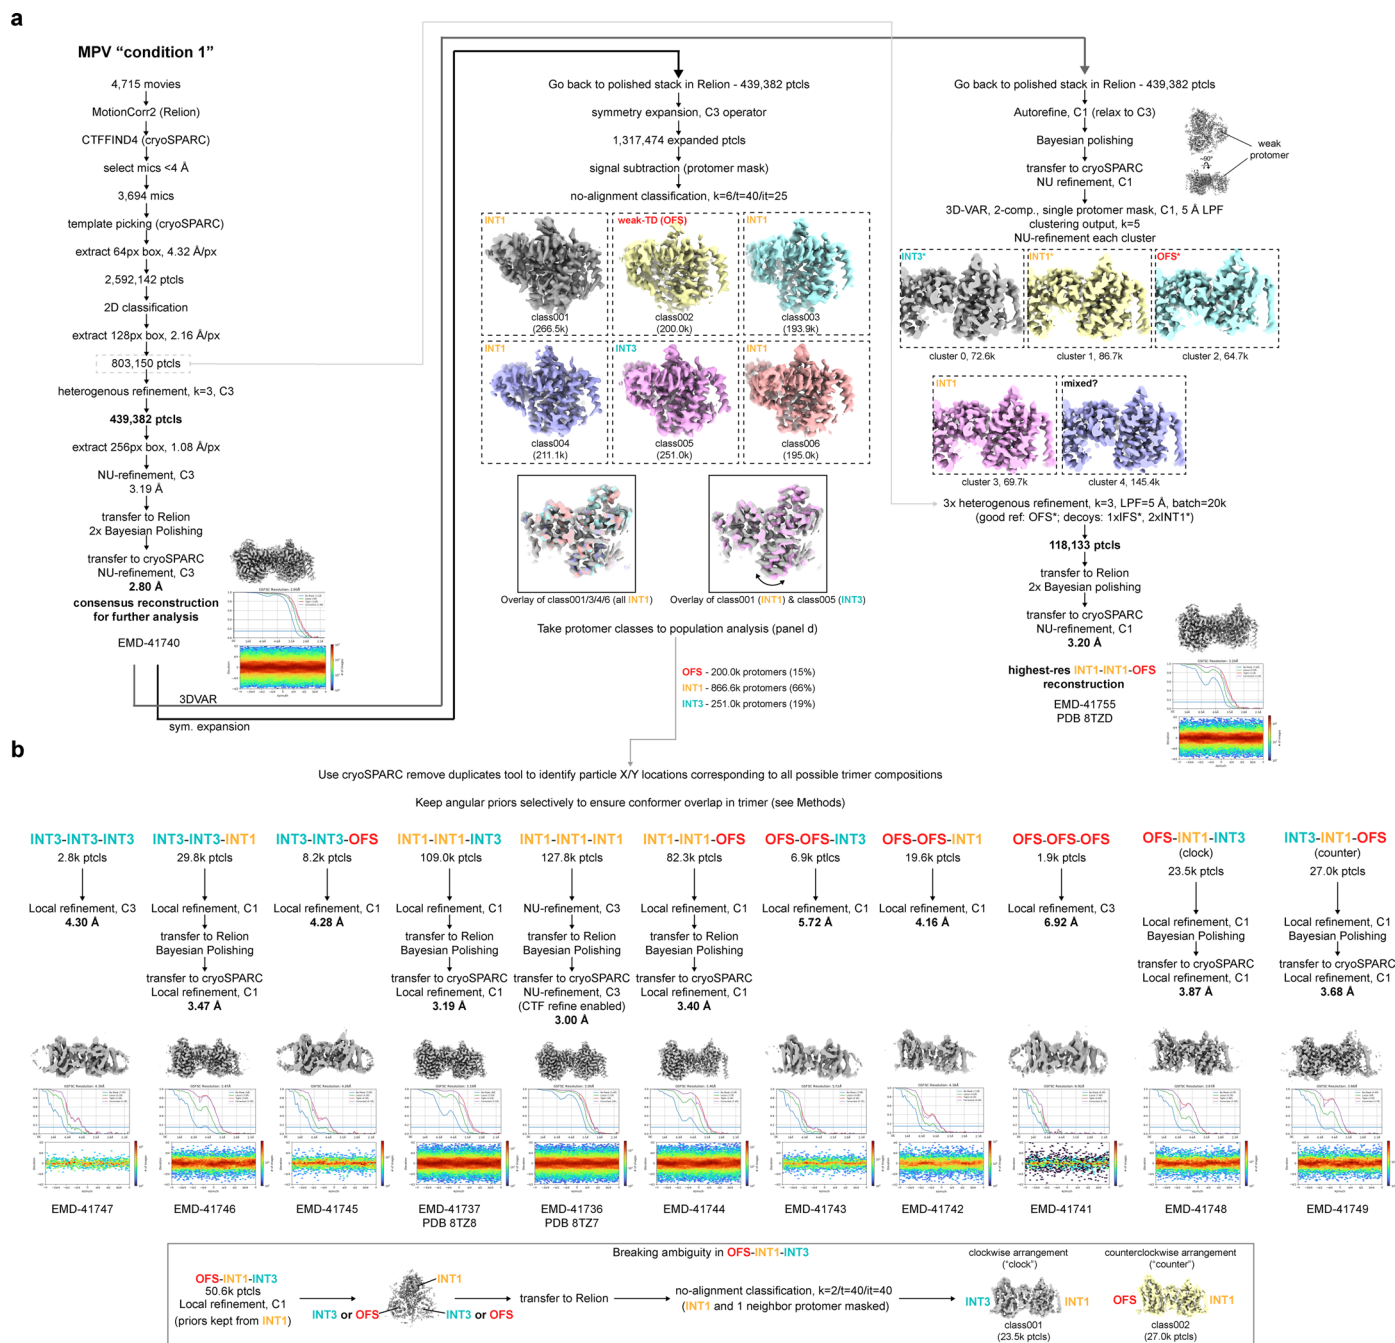 a
MPV “condition 1”
4,715 movies
MotionCorr2 (Relion)
CTFFIND4 (cryoSPARC)
select mics <4 Å
3,694 mics
template picking (cryoSPARC)
extract 64px box, 4.32 Å/px
2,592,142 ptcls
2D classification
extract 128px box, 2.16 Å/px
803,150 ptcls
heterogenous refinement, k=3, C3
439,382 ptcls
extract 256px box, 1.08 Å/px
NU-refinement, C3
3.19 Å
transfer to Relion
2x Bayesian Polishing
transfer to cryoSPARC
NU-refinement, C3
2.80 Å
consensus reconstruction
for further analysis
EMD-41740
3DVAR
sym. expansion
Go back to polished stack in Relion - 439,382 ptcls
symmetry expansion, C3 operator
1,317,474 expanded ptcls
signal subtraction (protomer mask)
no-alignment classification, k=6/t=40/it=25
INT1
weak-TD (OFS)
INT1
class001
(266.5k)
class002
(200.0k)
class003
(193.9k)
INT1
INT3
INT1
class004
(211.1k)
class005
(251.0k)
class006
(195.0k)
Overlay of class001/3/4/6 (all INT1)
Overlay of class001 (INT1) & class005 (INT3)
Take protomer classes to population analysis (panel d)
OFS - 200.0k protomers (15%)
INT1 - 866.6k protomers (66%)
INT3 - 251.0k protomers (19%)
Go back to polished stack in Relion - 439,382 ptcls
Autorefine, C1 (relax to C3)
Bayesian polishing
transfer to cryoSPARC
NU refinement, C1
weak
protomer
~90°
3D-VAR, 2-comp., single protomer mask, C1, 5 Å LPF
clustering output, k=5
NU-refinement each cluster
INT3*
INT1*
OFS*
cluster 0, 72.6k
cluster 1, 86.7k
cluster 2, 64.7k
INT1
mixed?
cluster 3, 69.7k
cluster 4, 145.4k
3x heterogenous refinement, k=3, LPF=5 Å, batch=20k
(good ref: OFS*; decoys: 1xIFS*, 2xINT1*)
118,133 ptcls
transfer to Relion
2x Bayesian polishing
transfer to cryoSPARC
NU-refinement, C1
3.20 Å
highest-res INT1-INT1-OFS
reconstruction
EMD-41755
PDB 8TZD
b
Use cryoSPARC remove duplicates tool to identify particle X/Y locations corresponding to all possible trimer compositions
Keep angular priors selectively to ensure conformer overlap in trimer (see Methods)
INT3-INT3-INT3
2.8k ptcls
Local refinement, C3
4.30 Å
EMD-41747
INT3-INT3-INT1
29.8k ptcls
Local refinement, C1
transfer to Relion
Bayesian Polishing
transfer to cryoSPARC
Local refinement, C1
3.47 Å
EMD-41746
INT3-INT3-OFS
8.2k ptcls
Local refinement, C1
4.28 Å
EMD-41745
INT1-INT1-INT3
109.0k ptcls
Local refinement, C1
transfer to Relion
Bayesian Polishing
transfer to cryoSPARC
Local refinement, C1
3.19 Å
EMD-41737
PDB 8TZ8
INT1-INT1-INT1
127.8k ptcls
NU-refinement, C3
transfer to Relion
Bayesian Polishing
transfer to cryoSPARC
NU-refinement, C3
(CTF refine enabled)
3.00 Å
EMD-41736
PDB 8TZ7
INT1-INT1-OFS
82.3k ptcls
Local refinement, C1
transfer to Relion
Bayesian Polishing
transfer to cryoSPARC
Local refinement, C1
3.40 Å
EMD-41744
OFS-OFS-INT3
6.9k ptlcs
Local refinement, C1
5.72 Å
EMD-41743
OFS-OFS-INT1
19.6k ptcls
Local refinement, C1
4.16 Å
EMD-41742
OFS-OFS-OFS
1.9k ptcls
Local refinement, C3
6.92 Å
EMD-41741
OFS-INT1-INT3
(clock)
23.5k ptcls
Local refinement, C1
Bayesian Polishing
transfer to cryoSPARC
Local refinement, C1
3.87 Å
EMD-41748
INT3-INT1-OFS
(counter)
27.0k ptcls
Local refinement, C1
Bayesian Polishing
transfer to cryoSPARC
Local refinement, C1
3.68 Å
EMD-41749
Breaking ambiguity in OFS-INT1-INT3
OFS-INT1-INT3
50.6k ptcls
Local refinement, C1
(priors kept from INT1)
INT1
INT3 or OFS
INT3 or OFS
transfer to Relion
no-alignment classification, k=2/t=40/it=40
(INT1 and 1 neighbor protomer masked)
clockwise arrangement
(“clock”)
INT3
INT1
class001
(23.5k ptcls)
counterclockwise arrangement
(“counter”)
OFS
INT1
class002
(27.0k ptcls)